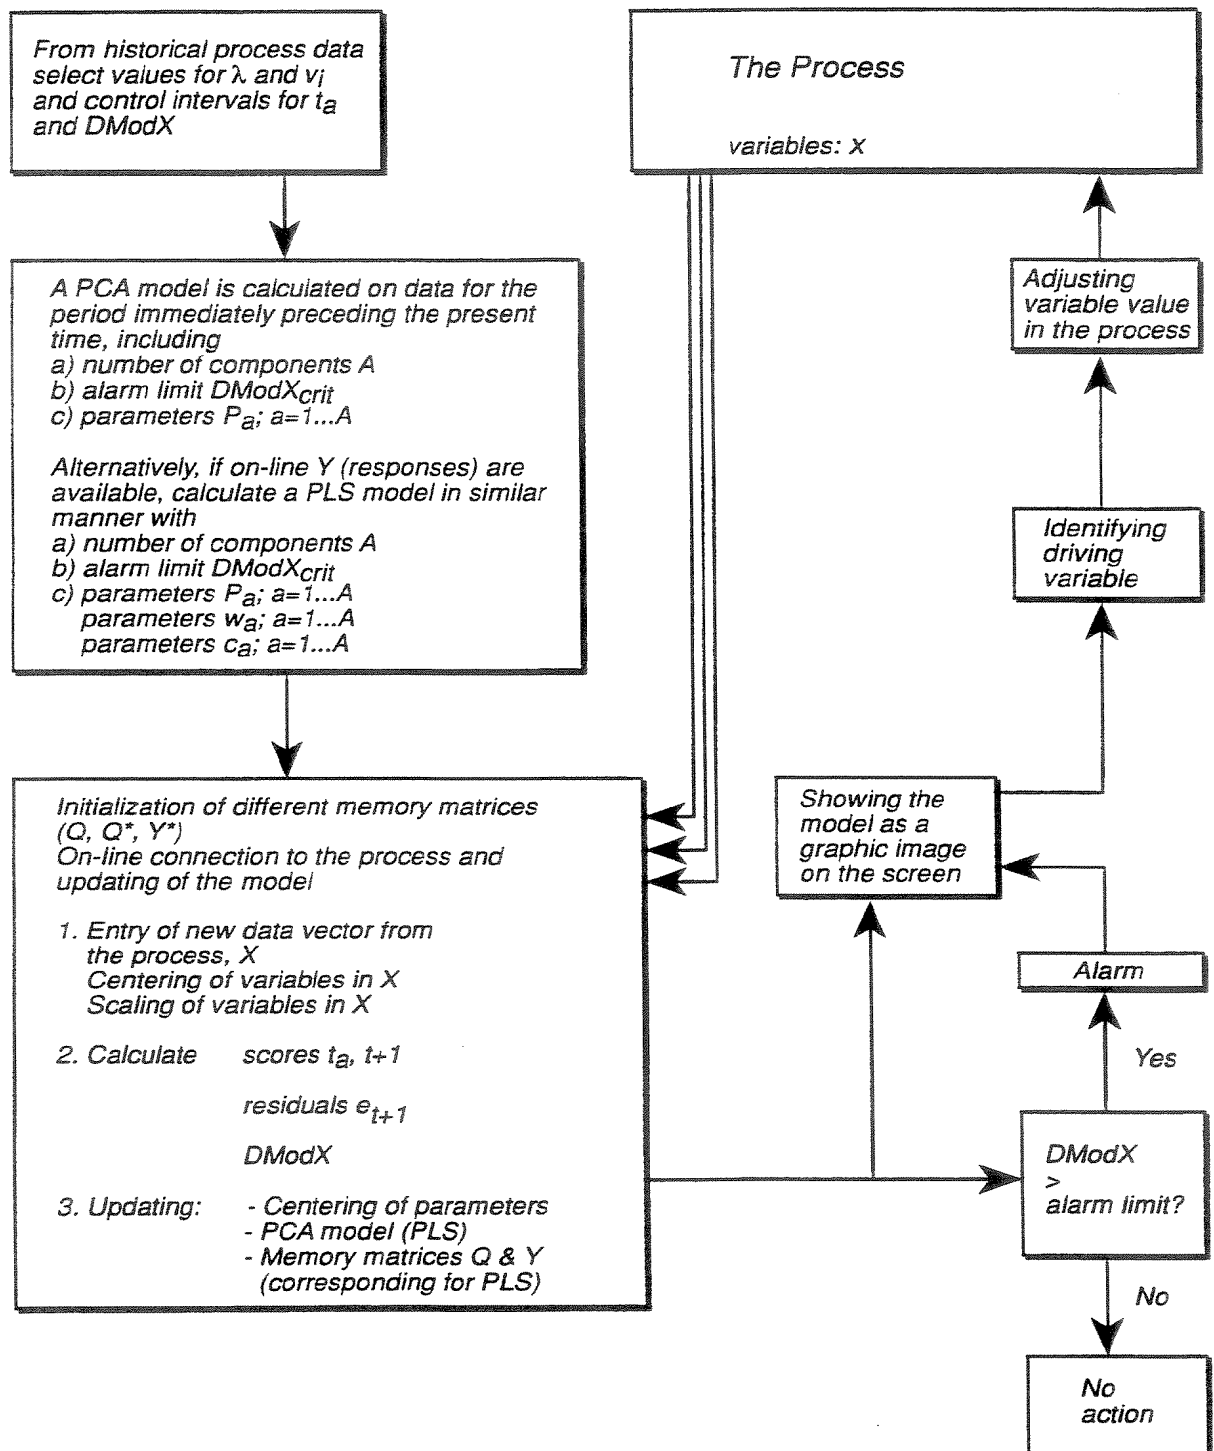 From historical process data
select values for λ and vi
and control intervals for ta
and DModX
The Process
variables: x
A PCA model is calculated on data for the
period immediately preceding the present
time, including
a) number of components A
b) alarm limit DModXcrit
c) parameters Pa; a=1...A
Alternatively, if on-line Y (responses) are
available, calculate a PLS model in similar
manner with
a) number of components A
b) alarm limit DModXcrit
c) parameters Pa; a=1...A
parameters wa; a=1...A
parameters ca; a=1...A
Adjusting
variable value
in the process
Identifying
driving
variable
Initialization of different memory matrices
(Q, Q*, Y*)
On-line connection to the process and
updating of the model
1. Entry of new data vector from
the process, X
Centering of variables in X
Scaling of variables in X
2. Calculate scores ta, t+1
residuals et+1
DModX
3. Updating: - Centering of parameters
- PCA model (PLS)
- Memory matrices Q & Y
(corresponding for PLS)
Showing the
model as a
graphic image
on the screen
Alarm
Yes
DModX
>
alarm limit?
No
No
action